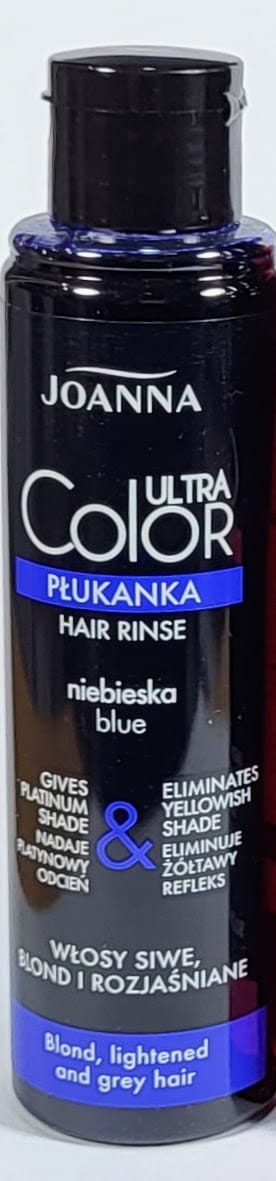 JOANNA
ULTRA
COLOR
PŁUKANKA
HAIR RINSE
niebieska
blue
GIVES
PLATINUM
SHADE
NADAJE
PLATYNOWY
ODCIEŃ
&
ELIMINATES
YELLOWISH
SHADE
ELIMINUJE
ŻÓŁTAWY
REFLEKS
WŁOSY SIWE,
BLOND I ROZJAŚNIANE
Blond, lightened
and grey hair